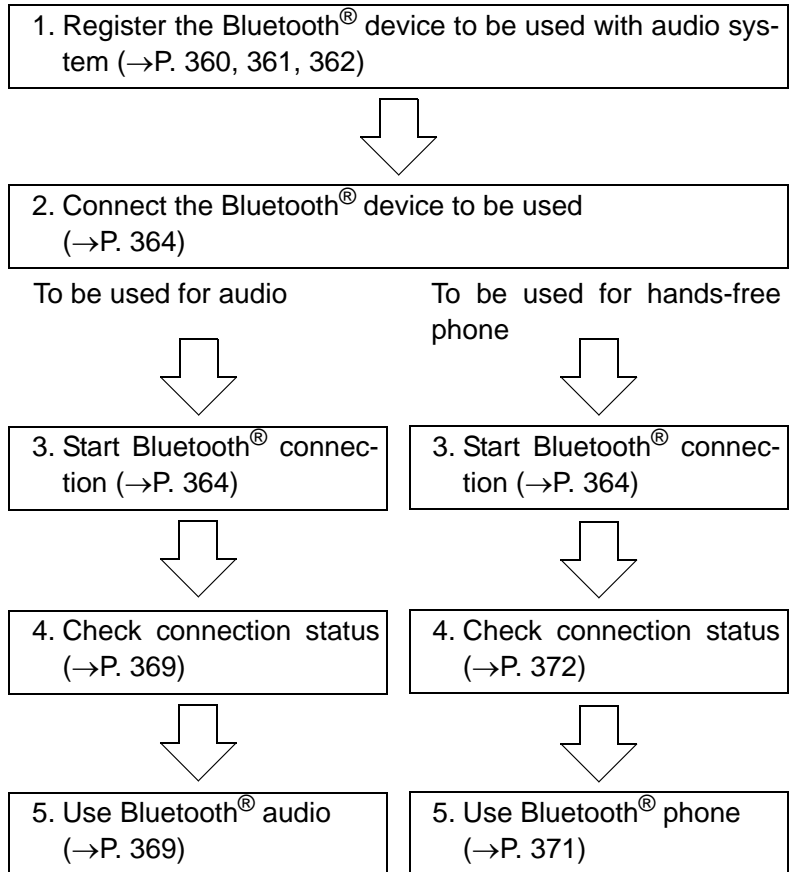 1. Register the Bluetooth® device to be used with audio sys-
tem (→P. 360, 361, 362)
2. Connect the Bluetooth® device to be used
(→P. 364)
To be used for audio
To be used for hands-free
phone
3. Start Bluetooth® connec-
tion (→P. 364)
3. Start Bluetooth® connec-
tion (→P. 364)
4. Check connection status
(→P. 369)
4. Check connection status
(→P. 372)
5. Use Bluetooth® audio
(→P. 369)
5. Use Bluetooth® phone
(→P. 371)